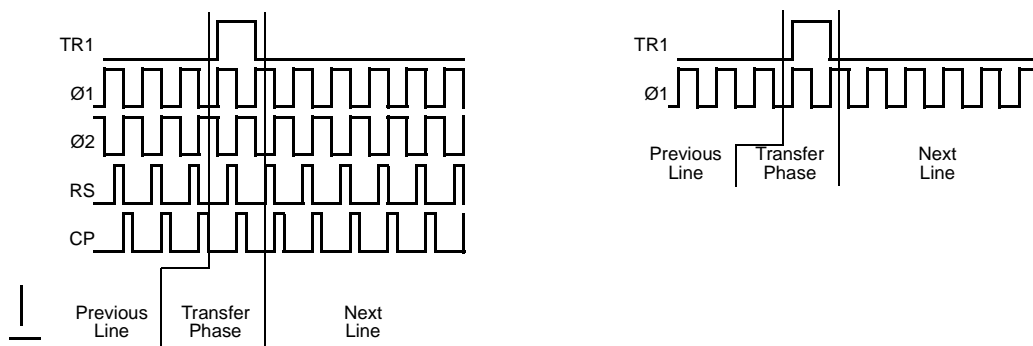 TR1
Ø1
Ø2
RS
CP
Previous
Line
Transfer
Phase
Next
Line
TR1
Ø1
Previous
Line
Transfer
Phase
Next
Line